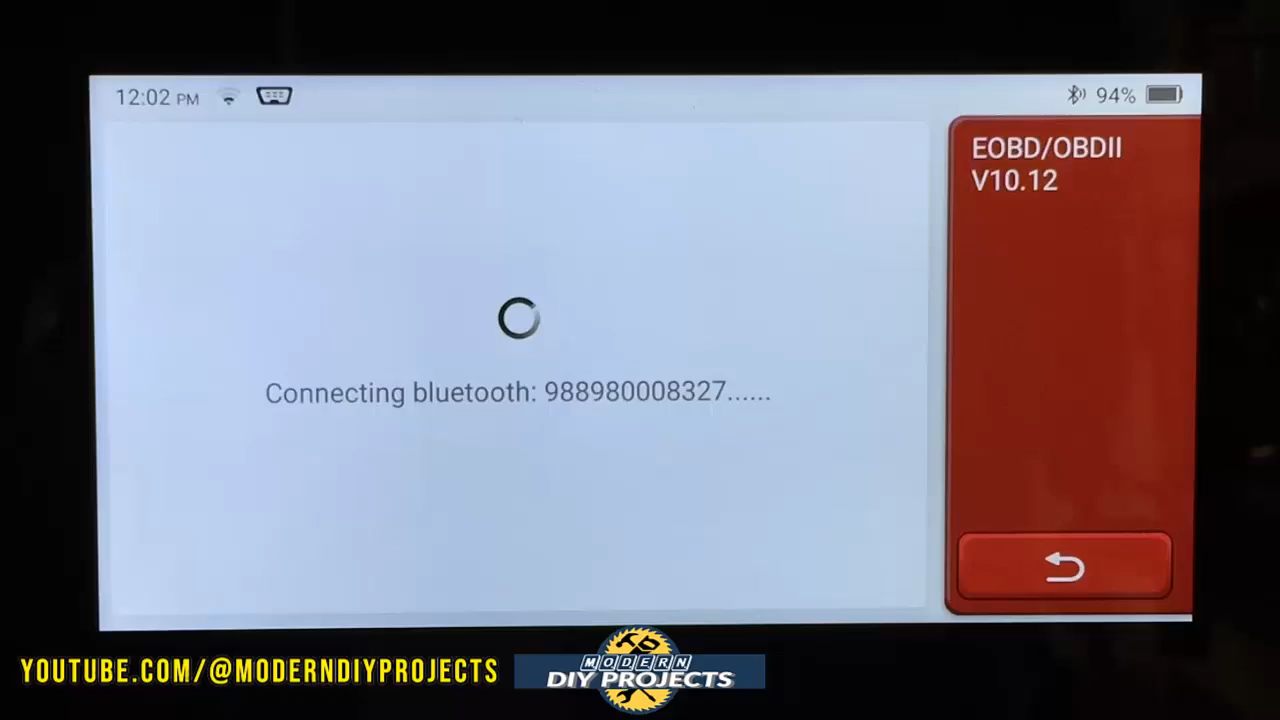 12:02 PM
94%
EOBD/OBDII
V10.12
Connecting bluetooth: 988980008327......
YOUTUBE.COM/@MODERNDIYPROJECTS
MODERN
DIY PROJECTS